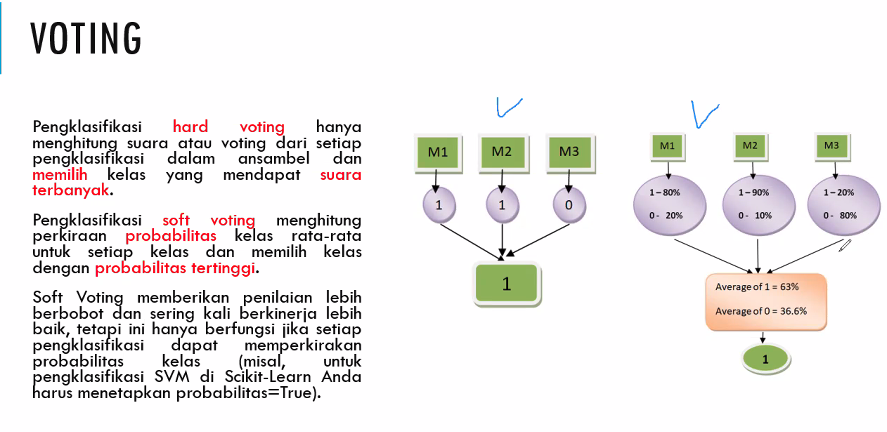 VOTING
Pengklasifikasi hard voting hanya
menghitung suara atau voting dari setiap
pengklasifikasi dalam ansambel dan
memilih kelas yang mendapat suara
terbanyak.
Pengklasifikasi soft voting menghitung
perkiraan probabilitas kelas rata-rata
untuk setiap kelas dan memilih kelas
dengan probabilitas tertinggi.
Soft Voting memberikan penilaian lebih
berbobot dan sering kali berkinerja lebih
baik, tetapi ini hanya berfungsi jika setiap
pengklasifikasi dapat memperkirakan
probabilitas kelas (misal, untuk
pengklasifikasi SVM di Scikit-Learn Anda
harus menetapkan probabilitas=True).
M1 M2 M3
1 1 0
1
M1 M2 M3
1 – 80% 1 – 90% 1 – 20%
0 - 20% 0 - 10% 0 - 80%
Average of 1 = 63%
Average of 0 = 36.6%
1